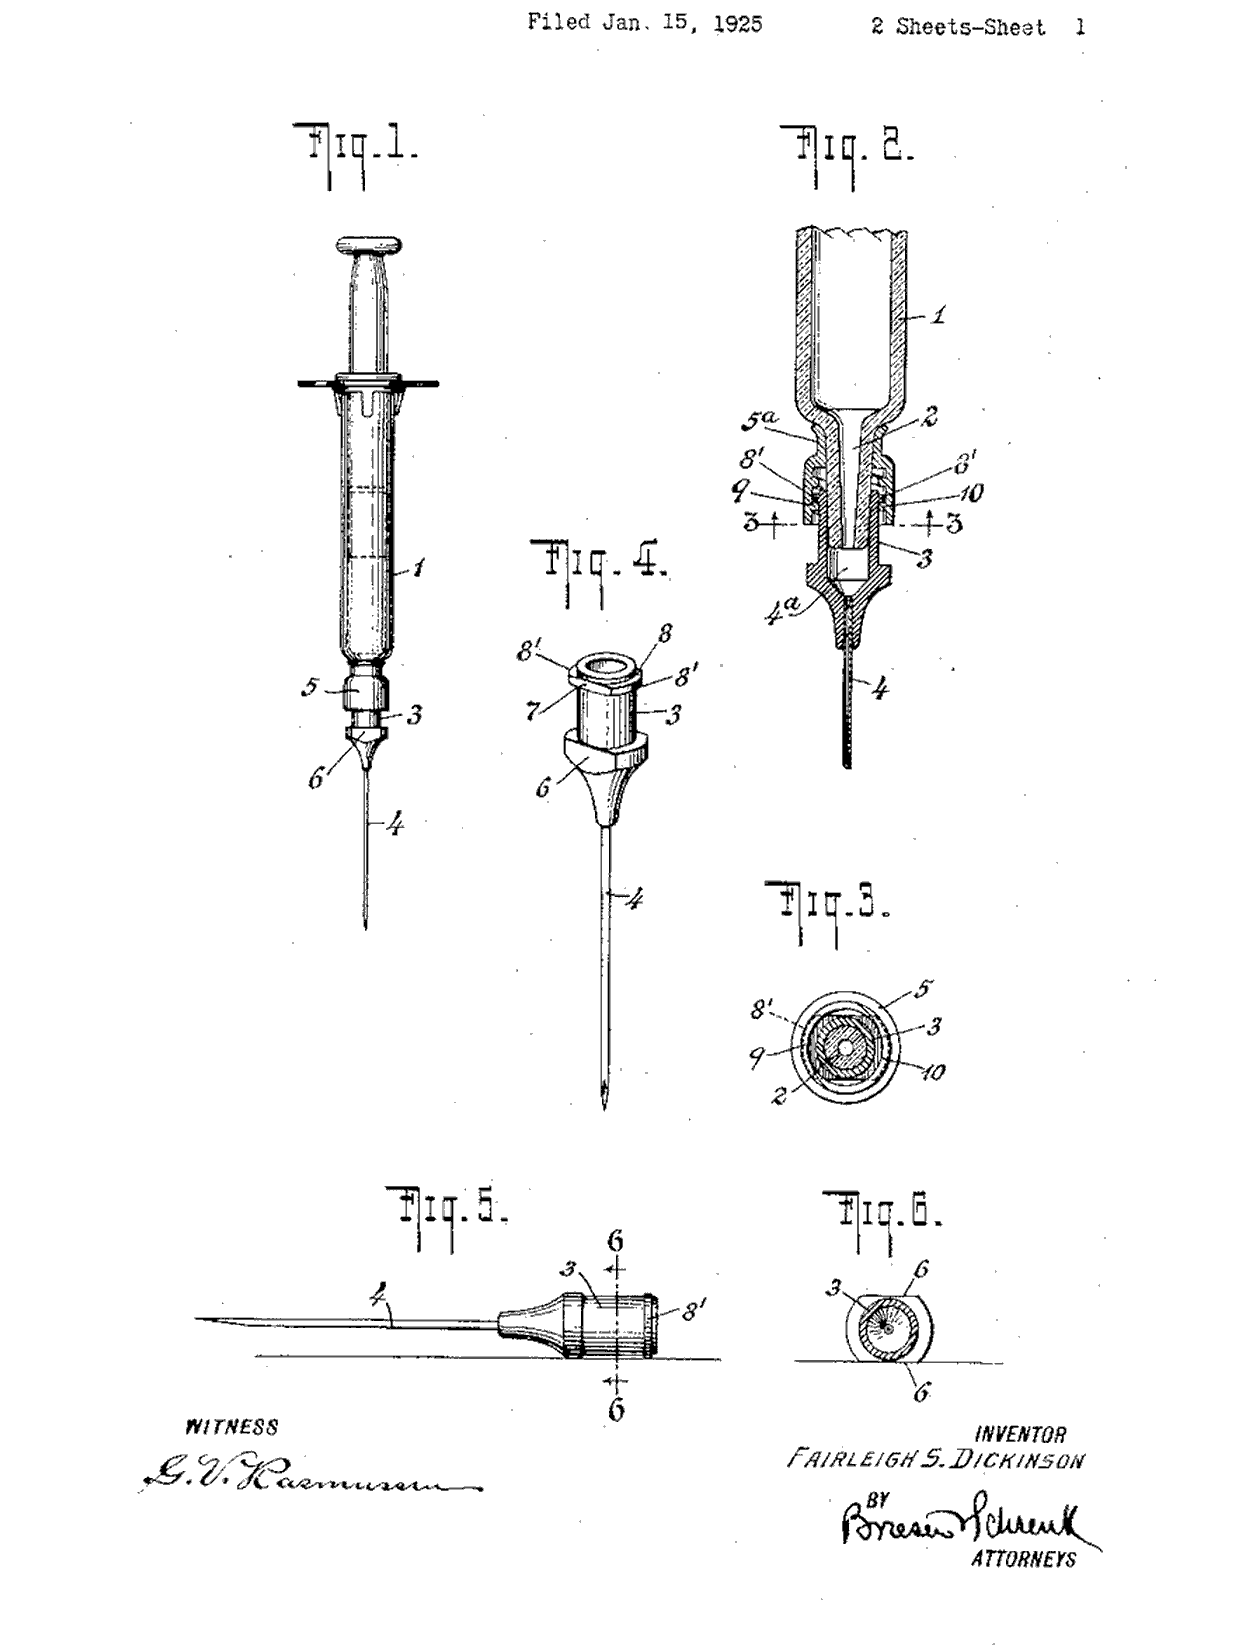 Filed Jan. 15, 1925 2 Sheets-Sheet 1
Fig. 1.
Fig. 2.
1
5a
2
8'
8'
9
10
3
3
3
4a
4
1
5
3
6
4
Fig. 4.
8'
8
8'
7
3
6
4
Fig. 3.
5
8'
3
9
10
2
Fig. 5.
Fig. 6.
6
3
4
8'
6
6
3
6
WITNESS
G. V. Rasmussen
INVENTOR
FAIRLEIGH S. DICKINSON
BY
Briesen & Schrenk
ATTORNEYS